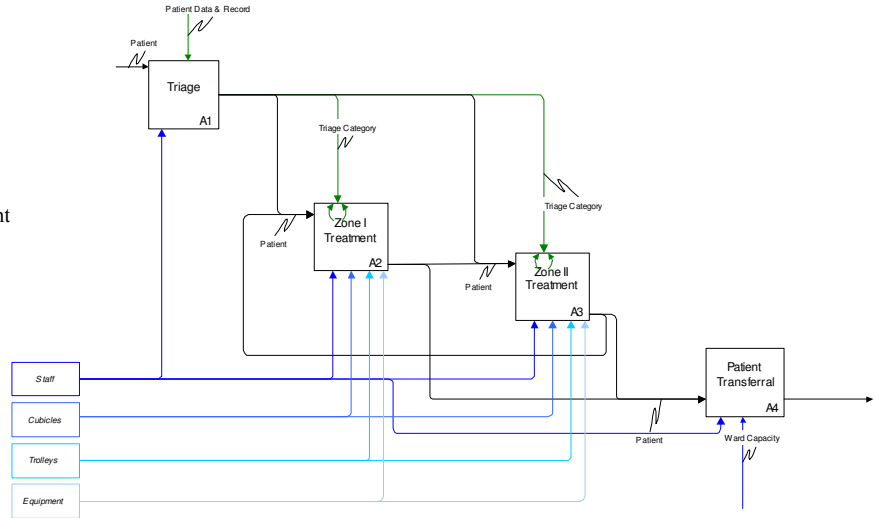 Patient Data & Record
Patient
Triage
A1
Triage Category
Triage Category
nt
Zone I
Treatment
A2
Patient
Zone II
Treatment
A3
Patient
Patient
Transferral
A4
Staff
Cubicles
Patient
Ward Capacity
Trolleys
Equipment